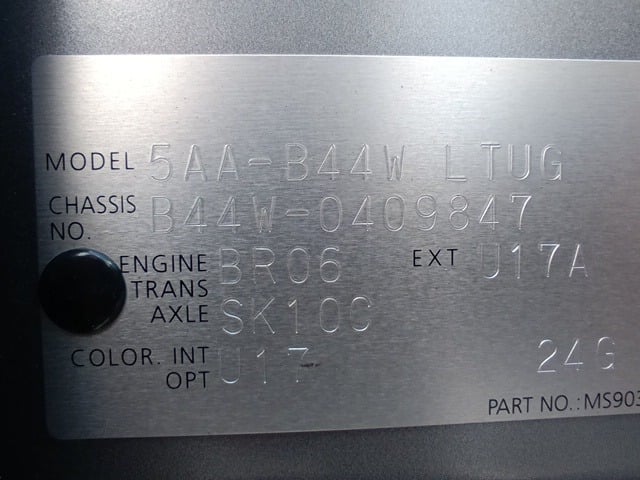 MODEL 5AA-B44W LTUG
CHASSIS NO. B44W-0409847
ENGINE BR06 EXT U17A
TRANS AXLE SK10C
COLOR. INT OPT U17 24G
PART NO.:MS903